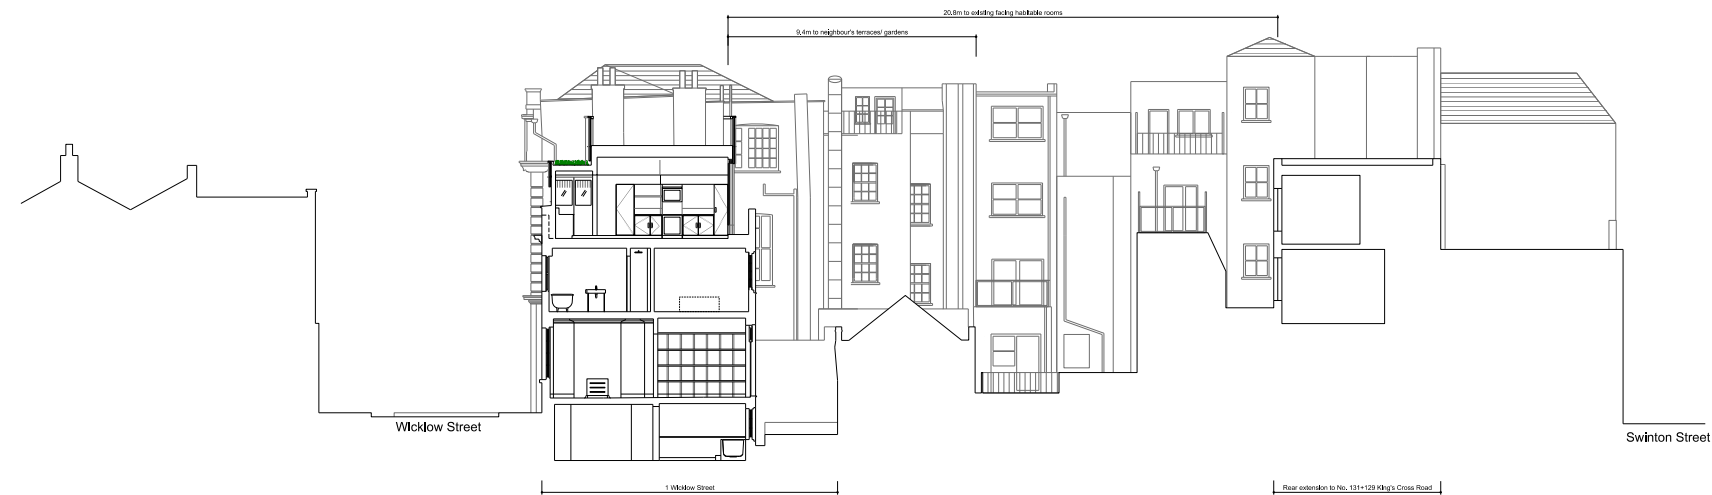 20.8m to existing facing habitable rooms
9.4m to neighbour's terraces/ gardens
Wicklow Street
Swinton Street
1 Wicklow Street
Rear extension to No. 131+129 King's Cross Road